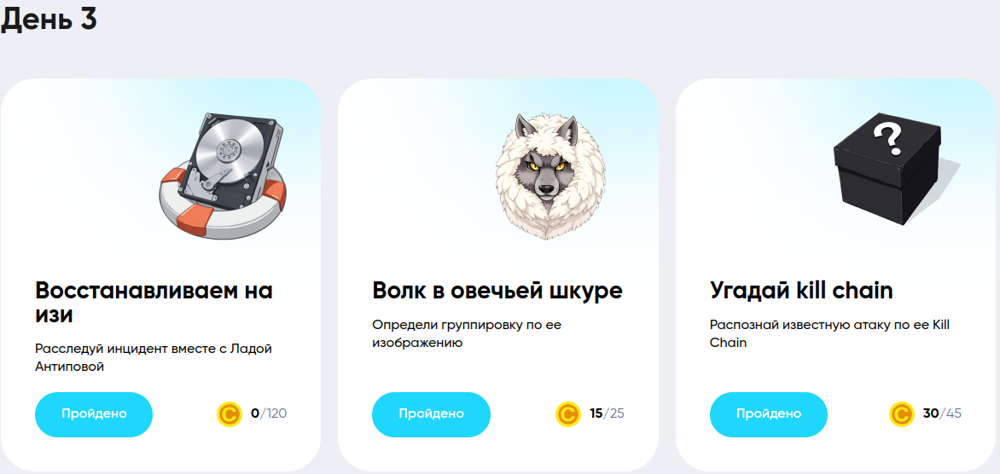 День 3
?
Восстанавливаем на
изи
Расследуй инцидент вместе с Ладой
Антиповой
Пройдено
C 0/120
Волк в овечьей шкуре
Определи группировку по ее
изображению
Пройдено
C 15/25
Угадай kill chain
Распознай известную атаку по ее Kill
Chain
Пройдено
C 30/45